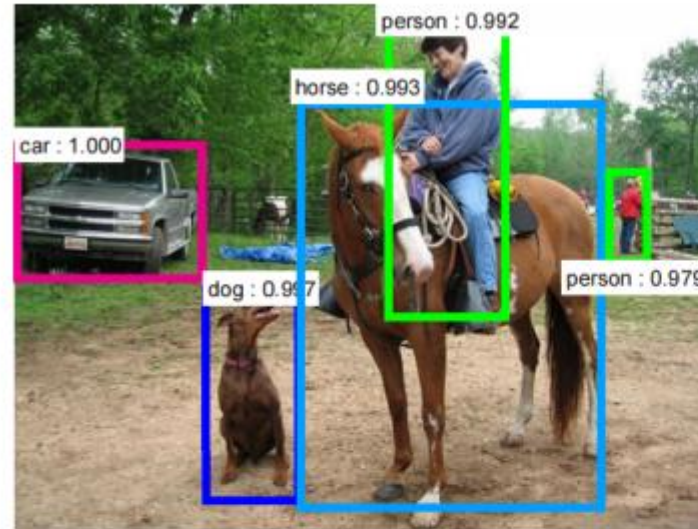 person : 0.992
horse : 0.993
car : 1.000
dog : 0.997
person : 0.979